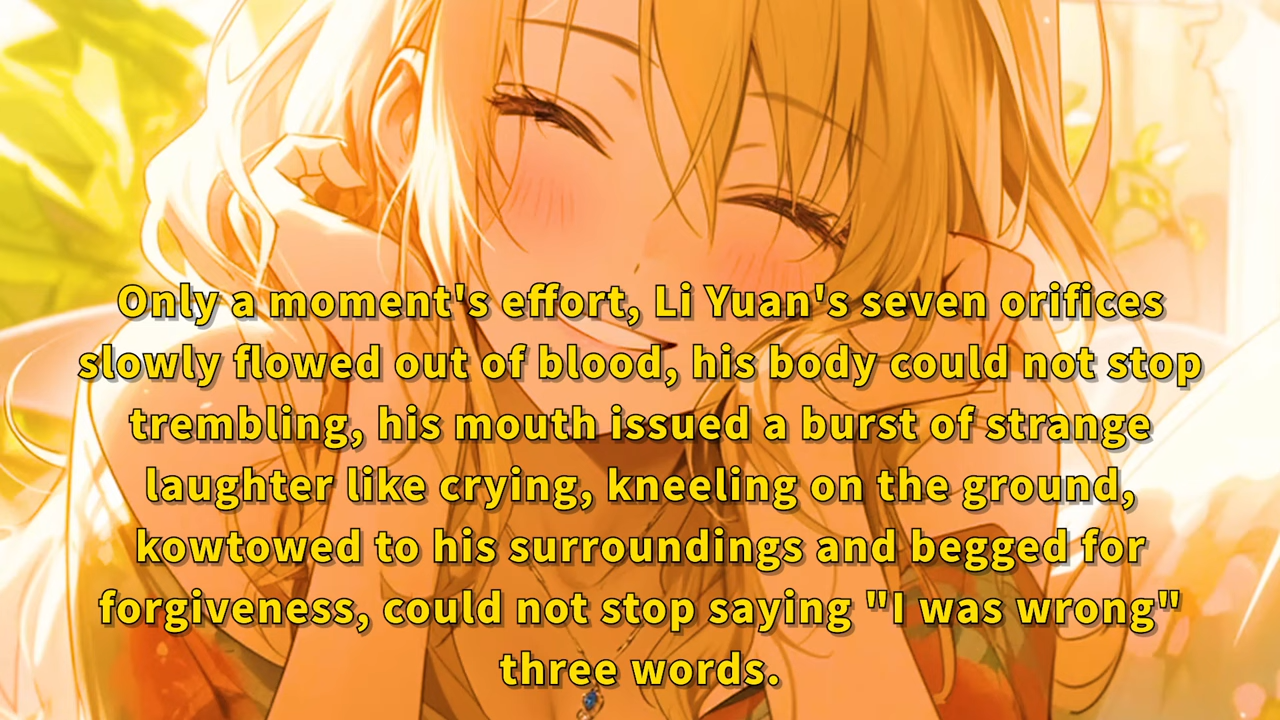 Only a moment's effort, Li Yuan's seven orifices
slowly flowed out of blood, his body could not stop
trembling, his mouth issued a burst of strange
laughter like crying, kneeling on the ground,
kowtowed to his surroundings and begged for
forgiveness, could not stop saying "I was wrong"
three words.